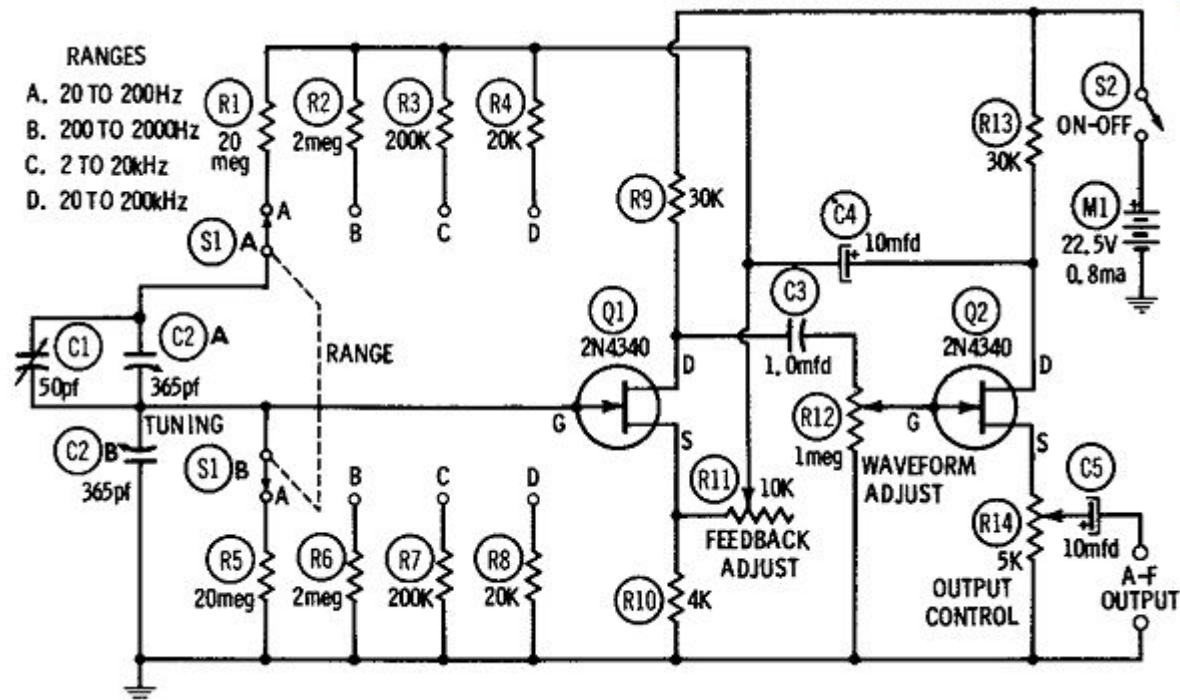 RANGES
A. 20 TO 200Hz
B. 200 TO 2000Hz
C. 2 TO 20kHz
D. 20 TO 200kHz
R1
20
meg
R2
2meg
R3
200K
R4
20K
A
B
C
D
S1 A
R9
30K
R13
30K
S2
ON-OFF
M1
+
22.5V
0.8ma
C4
+
10mfd
C3
1.0mfd
C1
50pf
C2 A
365pf
RANGE
Q1
2N4340
D
G
S
Q2
2N4340
D
G
S
TUNING
C2 B
365pf
S1 B
A
B
C
D
R12
1meg
WAVEFORM
ADJUST
R11
10K
FEEDBACK
ADJUST
C5
+
10mfd
R14
5K
OUTPUT
CONTROL
A-F
OUTPUT
R5
20meg
R6
2meg
R7
200K
R8
20K
R10
4K